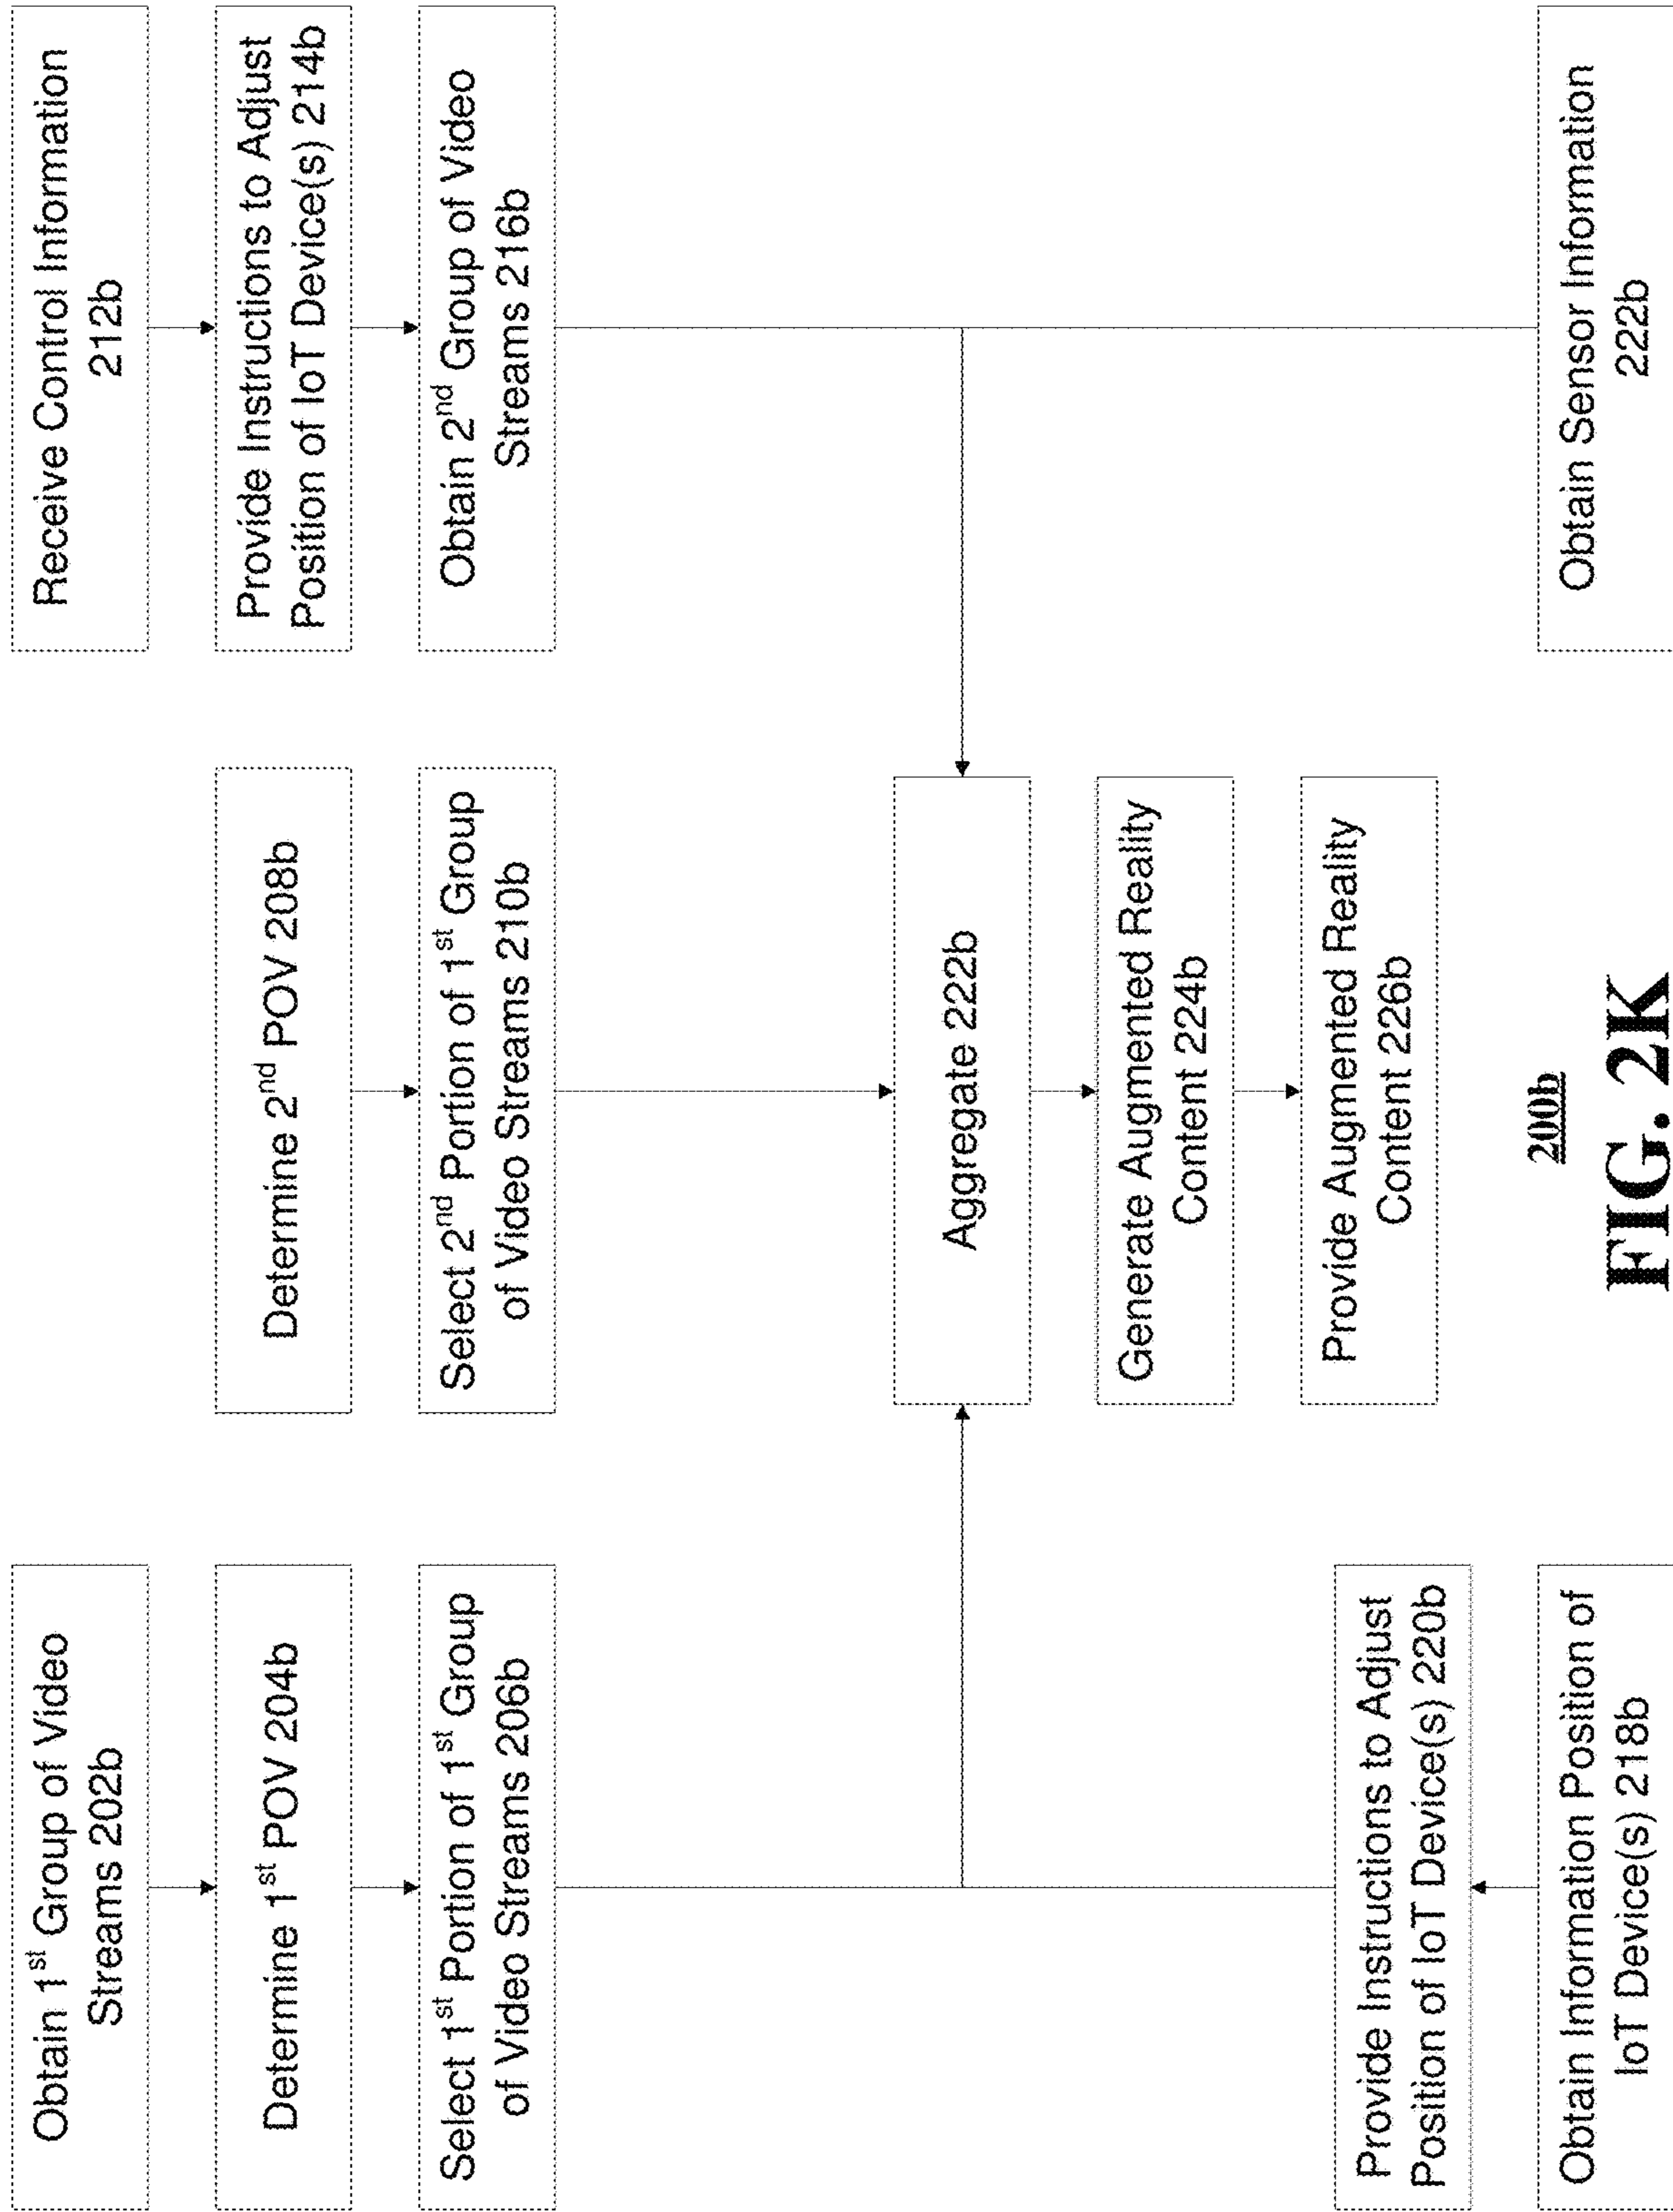 Obtain 1st Group of Video
Streams 202b
Determine 1st POV 204b
Select 1st Portion of 1st Group
of Video Streams 206b
Determine 2nd POV 208b
Select 2nd Portion of 1st Group
of Video Streams 210b
Receive Control Information
212b
Provide Instructions to Adjust
Position of IoT Device(s) 214b
Obtain 2nd Group of Video
Streams 216b
Aggregate 222b
Generate Augmented Reality
Content 224b
Provide Augmented Reality
Content 226b
Provide Instructions to Adjust
Position of IoT Device(s) 220b
Obtain Information Position of
IoT Device(s) 218b
Obtain Sensor Information
222b
200b
FIG. 2K